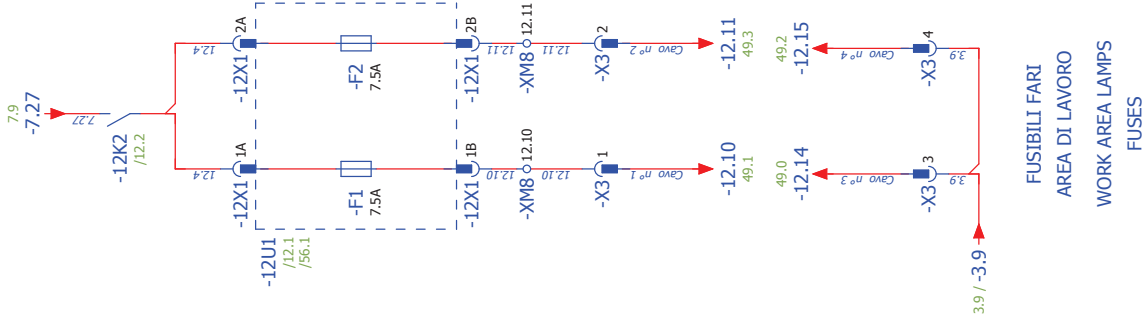 7.9
-7.27
7.27
-12K2
/12.2
12.4
12.4
-12X1 1A
-12X1 2A
-12U1
/12.1
/56.1
-F1
7.5A
-F2
7.5A
-12X1 1B
-12X1 2B
12.10
12.11
-XM8 12.10
-XM8 12.11
12.10
12.11
-X3 1
-X3 2
Cavo n° 1
Cavo n° 2
-12.10
49.1
-12.11
49.3
49.0
-12.14
49.2
-12.15
Cavo n° 3
Cavo n° 4
-X3 3
-X3 4
3.9
3.9
3.9 / -3.9
FUSIBILI FARI
AREA DI LAVORO
WORK AREA LAMPS
FUSES